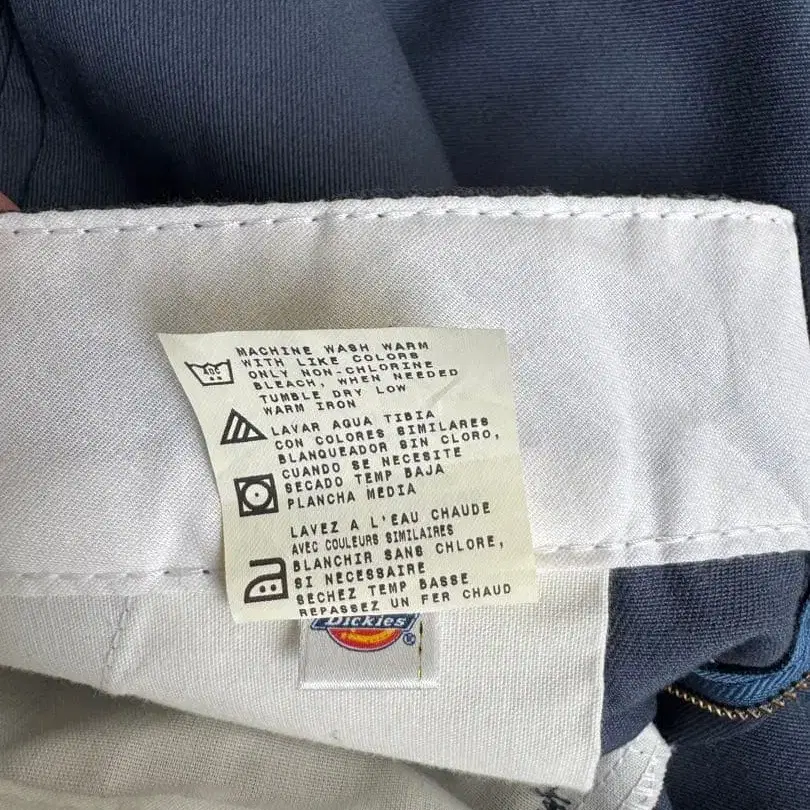 MACHINE WASH WARM
WITH LIKE COLORS
ONLY NON-CHLORINE
BLEACH, WHEN NEEDED
TUMBLE DRY LOW
WARM IRON
LAVAR AQUA TIBIA
CON COLORES SIMILARES
BLANQUEADOR SIN CLORO,
CUANDO SE NECESITE
SECADO TEMP BAJA
PLANCHA MEDIA
LAVEZ A L'EAU CHAUDE
AVEC COULEURS SIMILAIRES
BLANCHIR SANS CHLORE,
SI NECESSAIRE
SECHEZ TEMP BASSE
REPASSEZ UN FER CHAUD
Dickies®